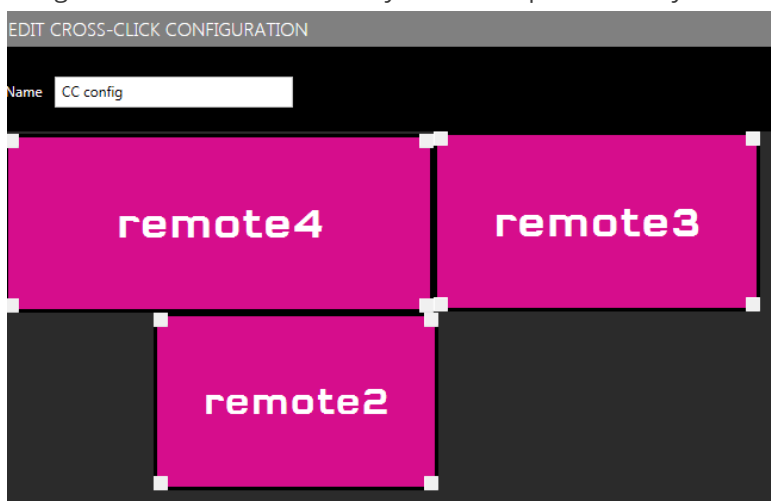 EDIT CROSS-CLICK CONFIGURATION
Name CC config
remote4 remote3
remote2